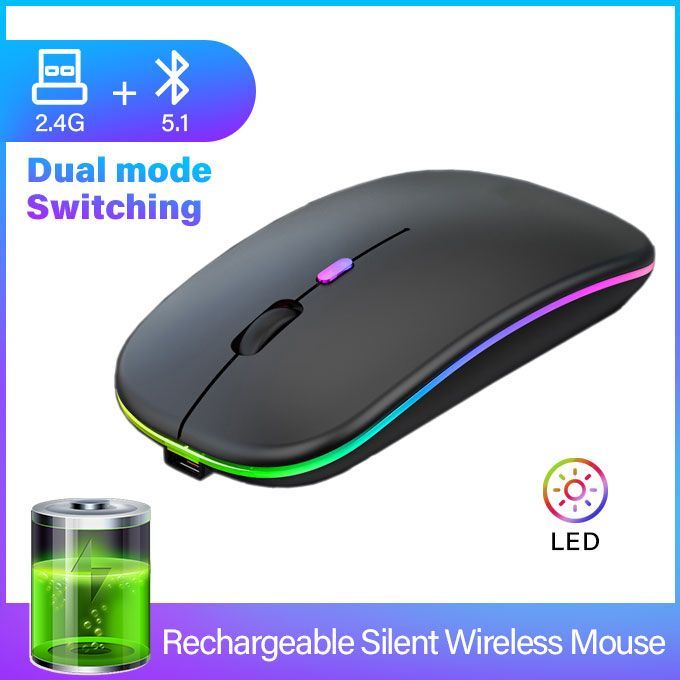 2.4G + 5.1
Dual mode
Switching
LED
Rechargeable Silent Wireless Mouse